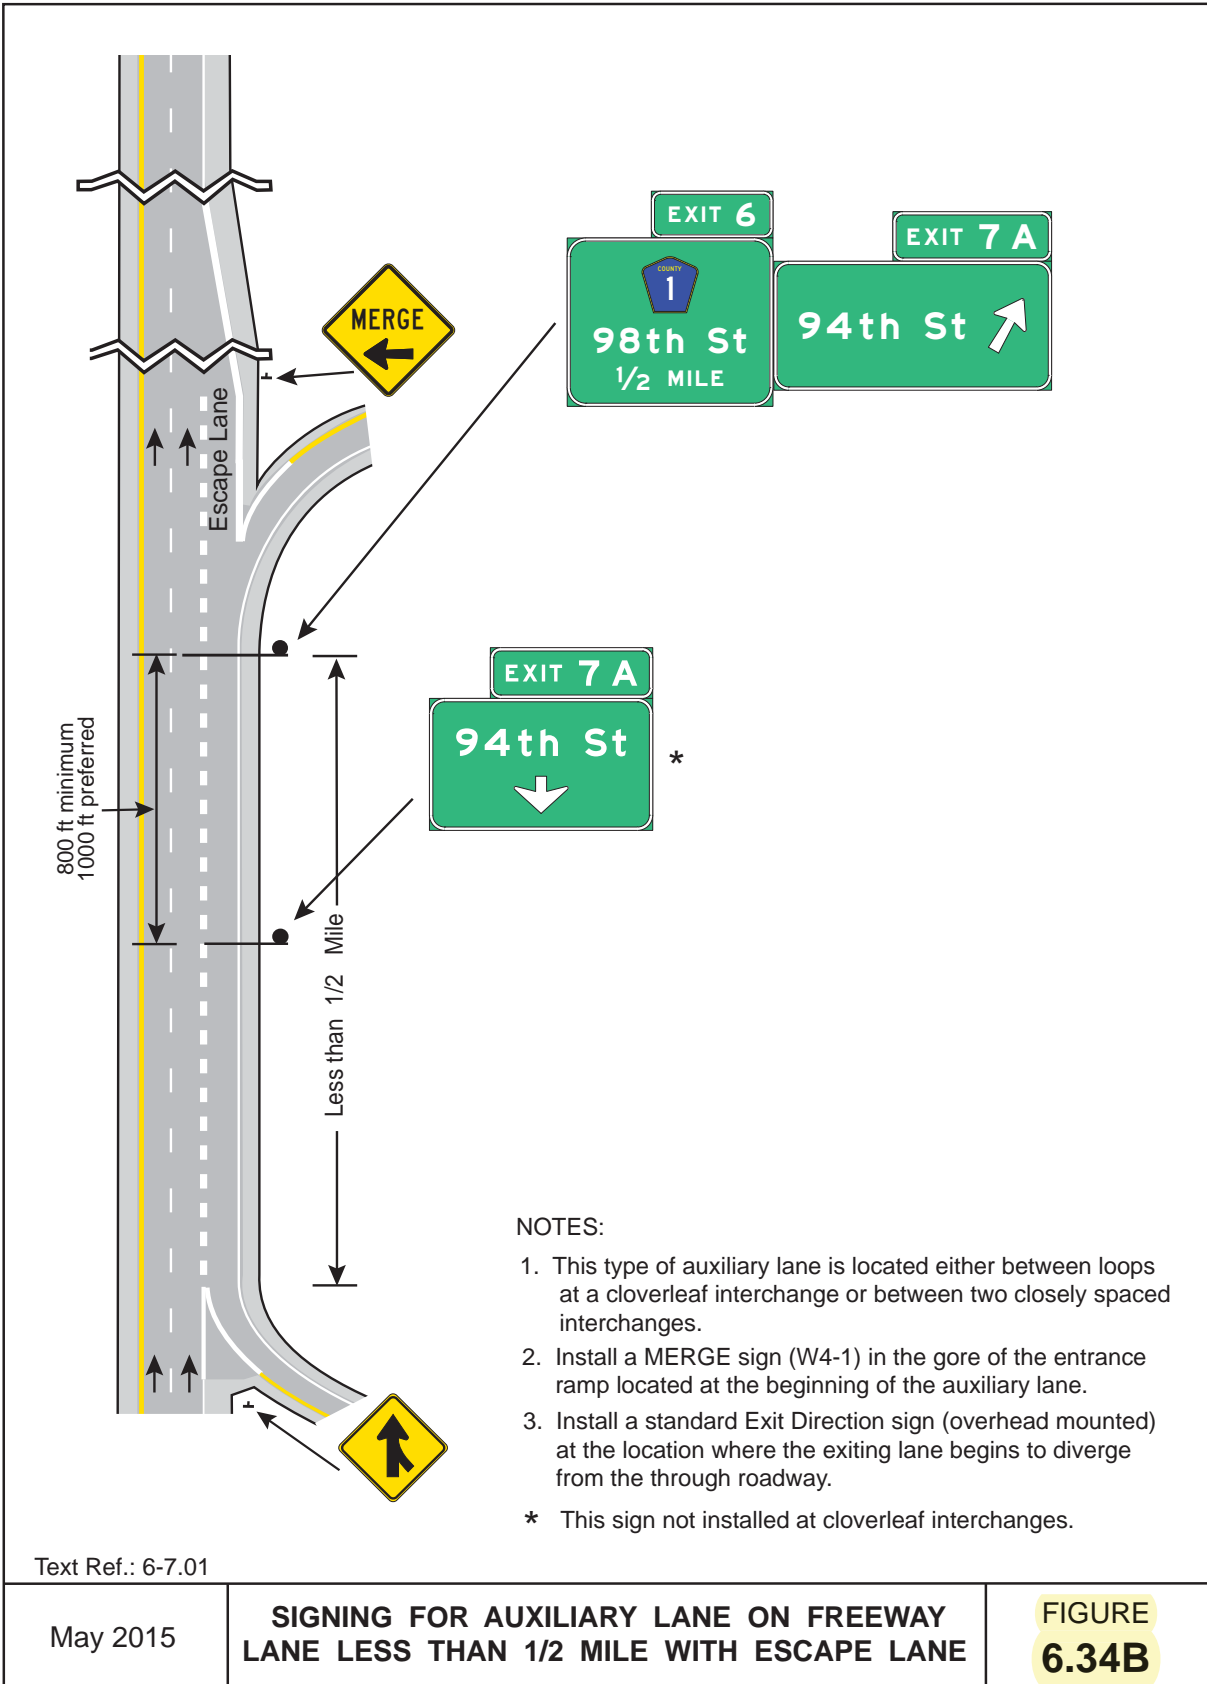 EXIT 6
EXIT 7 A
COUNTY
1
98th St
1/2 MILE
94th St
MERGE
Escape Lane
EXIT 7 A
94th St
*
800 ft minimum
1000 ft preferred
Less than 1/2 Mile
NOTES:
1. This type of auxiliary lane is located either between loops
at a cloverleaf interchange or between two closely spaced
interchanges.
2. Install a MERGE sign (W4-1) in the gore of the entrance
ramp located at the beginning of the auxiliary lane.
3. Install a standard Exit Direction sign (overhead mounted)
at the location where the exiting lane begins to diverge
from the through roadway.
* This sign not installed at cloverleaf interchanges.
Text Ref.: 6-7.01
May 2015
SIGNING FOR AUXILIARY LANE ON FREEWAY
LANE LESS THAN 1/2 MILE WITH ESCAPE LANE
FIGURE
6.34B